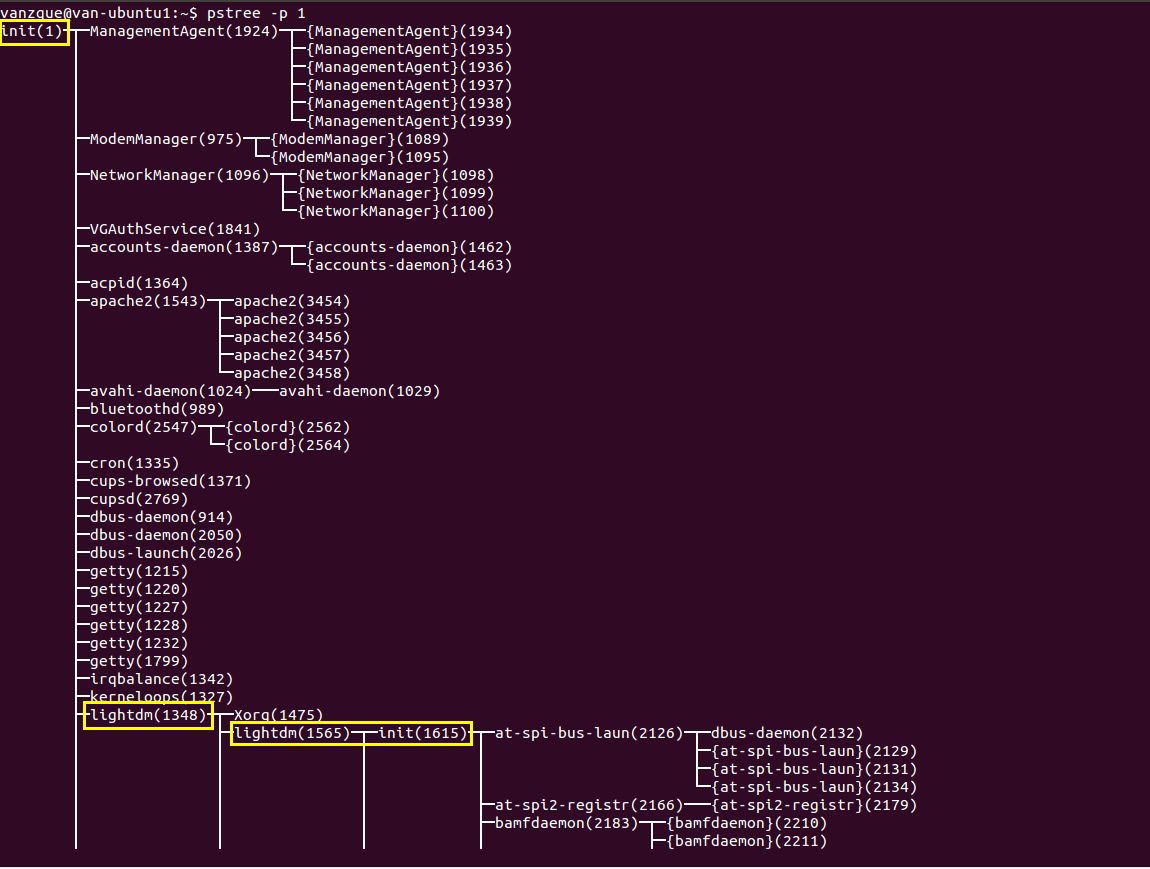 vanzque@van-ubuntu1:~$ pstree -p 1
init(1)─┬─ManagementAgent(1924)─┬─{ManagementAgent}(1934)
        │                       ├─{ManagementAgent}(1935)
        │                       ├─{ManagementAgent}(1936)
        │                       ├─{ManagementAgent}(1937)
        │                       ├─{ManagementAgent}(1938)
        │                       └─{ManagementAgent}(1939)
        ├─ModemManager(975)─┬─{ModemManager}(1089)
        │                   └─{ModemManager}(1095)
        ├─NetworkManager(1096)─┬─{NetworkManager}(1098)
        │                      ├─{NetworkManager}(1099)
        │                      └─{NetworkManager}(1100)
        ├─VGAuthService(1841)
        ├─accounts-daemon(1387)─┬─{accounts-daemon}(1462)
        │                       └─{accounts-daemon}(1463)
        ├─acpid(1364)
        ├─apache2(1543)─┬─apache2(3454)
        │               ├─apache2(3455)
        │               ├─apache2(3456)
        │               ├─apache2(3457)
        │               └─apache2(3458)
        ├─avahi-daemon(1024)───avahi-daemon(1029)
        ├─bluetoothd(989)
        ├─colord(2547)─┬─{colord}(2562)
        │              └─{colord}(2564)
        ├─cron(1335)
        ├─cups-browsed(1371)
        ├─cupsd(2769)
        ├─dbus-daemon(914)
        ├─dbus-daemon(2050)
        ├─dbus-launch(2026)
        ├─getty(1215)
        ├─getty(1220)
        ├─getty(1227)
        ├─getty(1228)
        ├─getty(1232)
        ├─getty(1799)
        ├─irqbalance(1342)
        ├─kerneloops(1327)
        ├─lightdm(1348)─┬─Xorg(1475)
        │               ├─lightdm(1565)─┬─init(1615)─┬─at-spi-bus-laun(2126)─┬─dbus-daemon(2132)
        │               │               │            │                       ├─{at-spi-bus-laun}(2129)
        │               │               │            │                       ├─{at-spi-bus-laun}(2131)
        │               │               │            │                       └─{at-spi-bus-laun}(2134)
        │               │               │            ├─at-spi2-registr(2166)───{at-spi2-registr}(2179)
        │               │               │            ├─bamfdaemon(2183)─┬─{bamfdaemon}(2210)
        │               │               │            │                  ├─{bamfdaemon}(2211)